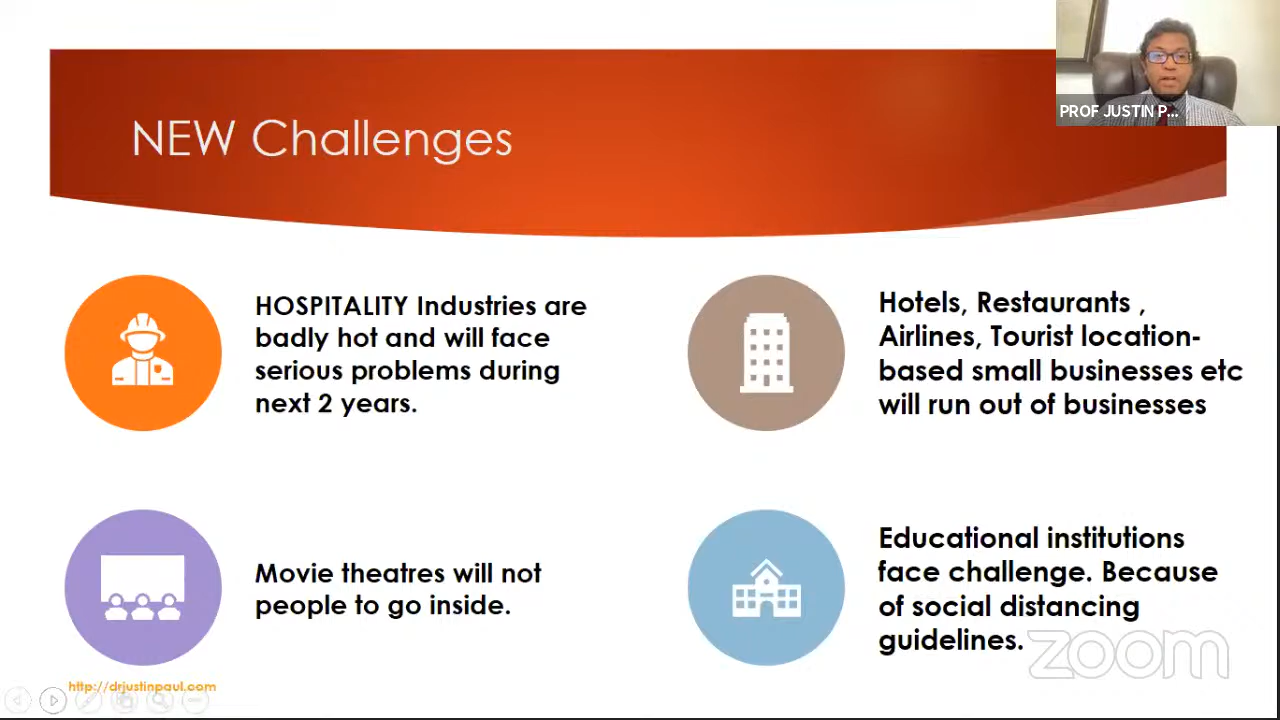 PROF JUSTIN P...
NEW Challenges
HOSPITALITY Industries are
badly hot and will face
serious problems during
next 2 years.
Hotels, Restaurants ,
Airlines, Tourist location-
based small businesses etc
will run out of businesses
Movie theatres will not
people to go inside.
Educational institutions
face challenge. Because
of social distancing
guidelines.
zoom
http://drjustinpaul.com